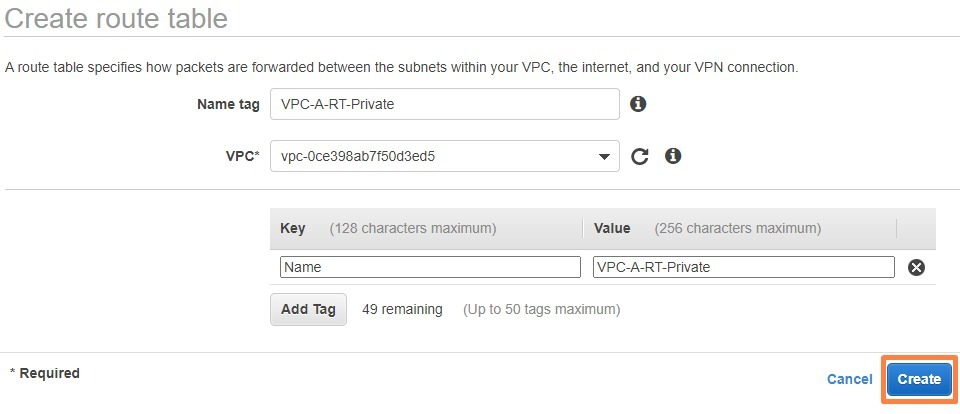 Create route table
A route table specifies how packets are forwarded between the subnets within your VPC, the internet, and your VPN connection.
Name tag VPC-A-RT-Private
VPC* vpc-0ce398ab7f50d3ed5
Key (128 characters maximum) Value (256 characters maximum)
Name VPC-A-RT-Private
Add Tag 49 remaining (Up to 50 tags maximum)
* Required
Cancel Create